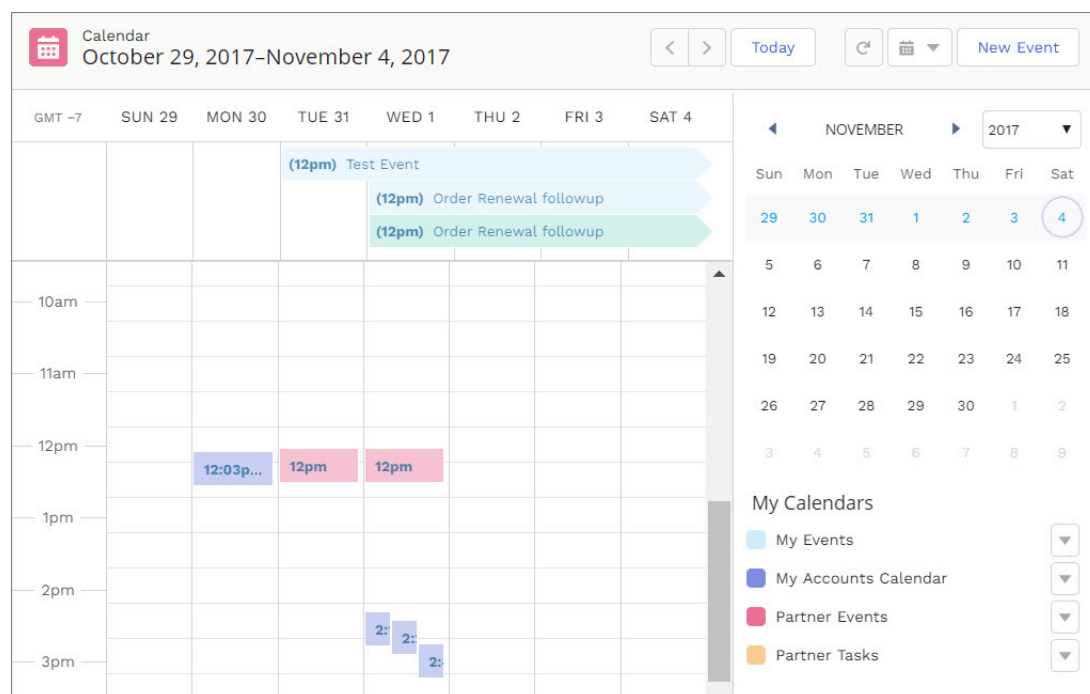 Calendar
October 29, 2017–November 4, 2017
Today
New Event
GMT −7 SUN 29 MON 30 TUE 31 WED 1 THU 2 FRI 3 SAT 4
(12pm) Test Event
(12pm) Order Renewal followup
(12pm) Order Renewal followup
10am
11am
12pm
12:03p... 12pm 12pm
1pm
2pm
2:
2:
2:
3pm
NOVEMBER 2017
Sun Mon Tue Wed Thu Fri Sat
29 30 31 1 2 3 4
5 6 7 8 9 10 11
12 13 14 15 16 17 18
19 20 21 22 23 24 25
26 27 28 29 30 1 2
3 4 5 6 7 8 9
My Calendars
My Events
My Accounts Calendar
Partner Events
Partner Tasks